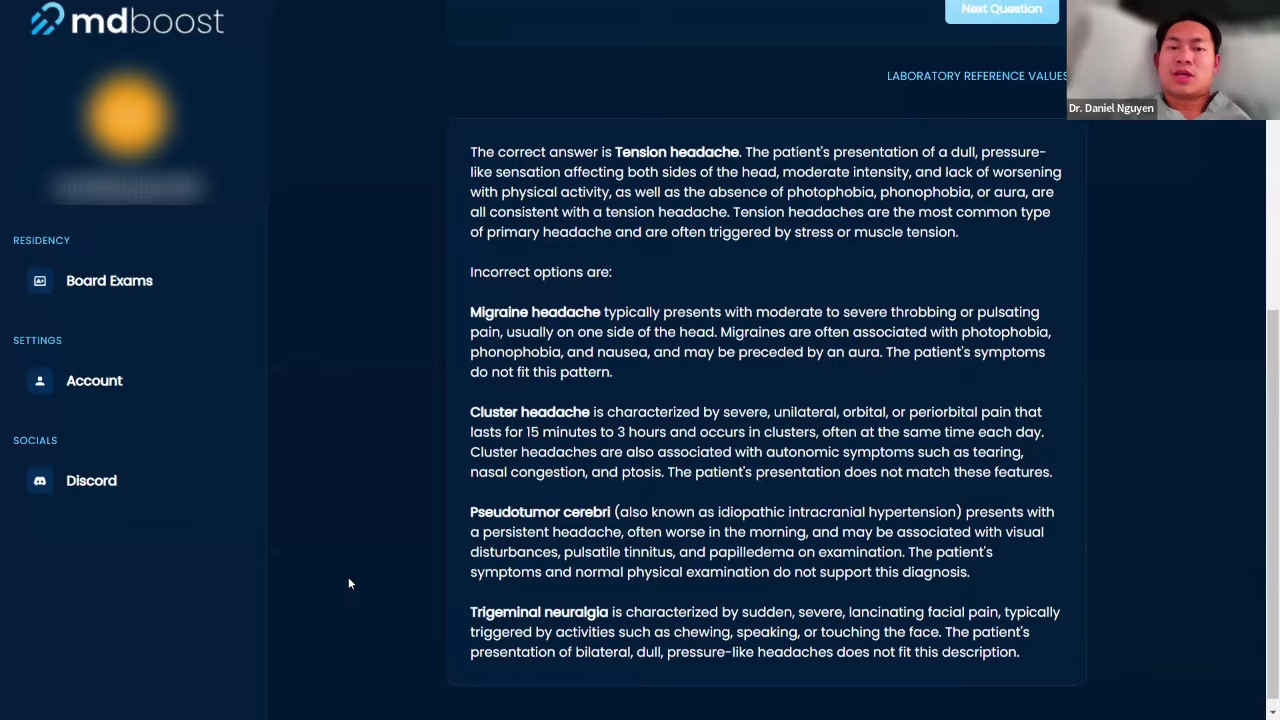 mdboost
Next Question
Dr. Daniel Nguyen
LABORATORY REFERENCE VALUES
RESIDENCY
Board Exams
SETTINGS
Account
SOCIALS
Discord
The correct answer is Tension headache. The patient's presentation of a dull, pressure-
like sensation affecting both sides of the head, moderate intensity, and lack of worsening
with physical activity, as well as the absence of photophobia, phonophobia, or aura, are
all consistent with a tension headache. Tension headaches are the most common type
of primary headache and are often triggered by stress or muscle tension.
Incorrect options are:
Migraine headache typically presents with moderate to severe throbbing or pulsating
pain, usually on one side of the head. Migraines are often associated with photophobia,
phonophobia, and nausea, and may be preceded by an aura. The patient's symptoms
do not fit this pattern.
Cluster headache is characterized by severe, unilateral, orbital, or periorbital pain that
lasts for 15 minutes to 3 hours and occurs in clusters, often at the same time each day.
Cluster headaches are also associated with autonomic symptoms such as tearing,
nasal congestion, and ptosis. The patient's presentation does not match these features.
Pseudotumor cerebri (also known as idiopathic intracranial hypertension) presents with
a persistent headache, often worse in the morning, and may be associated with visual
disturbances, pulsatile tinnitus, and papilledema on examination. The patient's
symptoms and normal physical examination do not support this diagnosis.
Trigeminal neuralgia is characterized by sudden, severe, lancinating facial pain, typically
triggered by activities such as chewing, speaking, or touching the face. The patient's
presentation of bilateral, dull, pressure-like headaches does not fit this description.